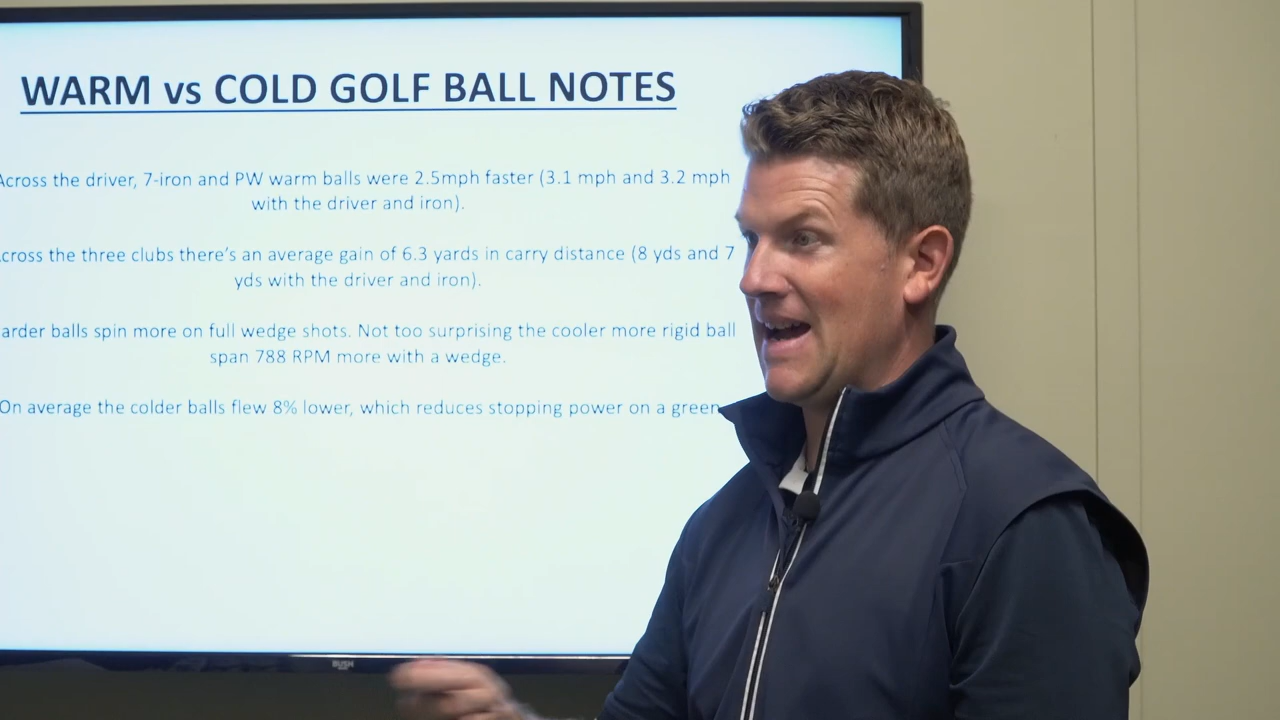 WARM vs COLD GOLF BALL NOTES
Across the driver, 7-iron and PW warm balls were 2.5mph faster (3.1 mph and 3.2 mph
with the driver and iron).
cross the three clubs there's an average gain of 6.3 yards in carry distance (8 yds and 7
yds with the driver and iron).
arder balls spin more on full wedge shots. Not too surprising the cooler more rigid ball
span 788 RPM more with a wedge.
On average the colder balls flew 8% lower, which reduces stopping power on a green.
BUSH